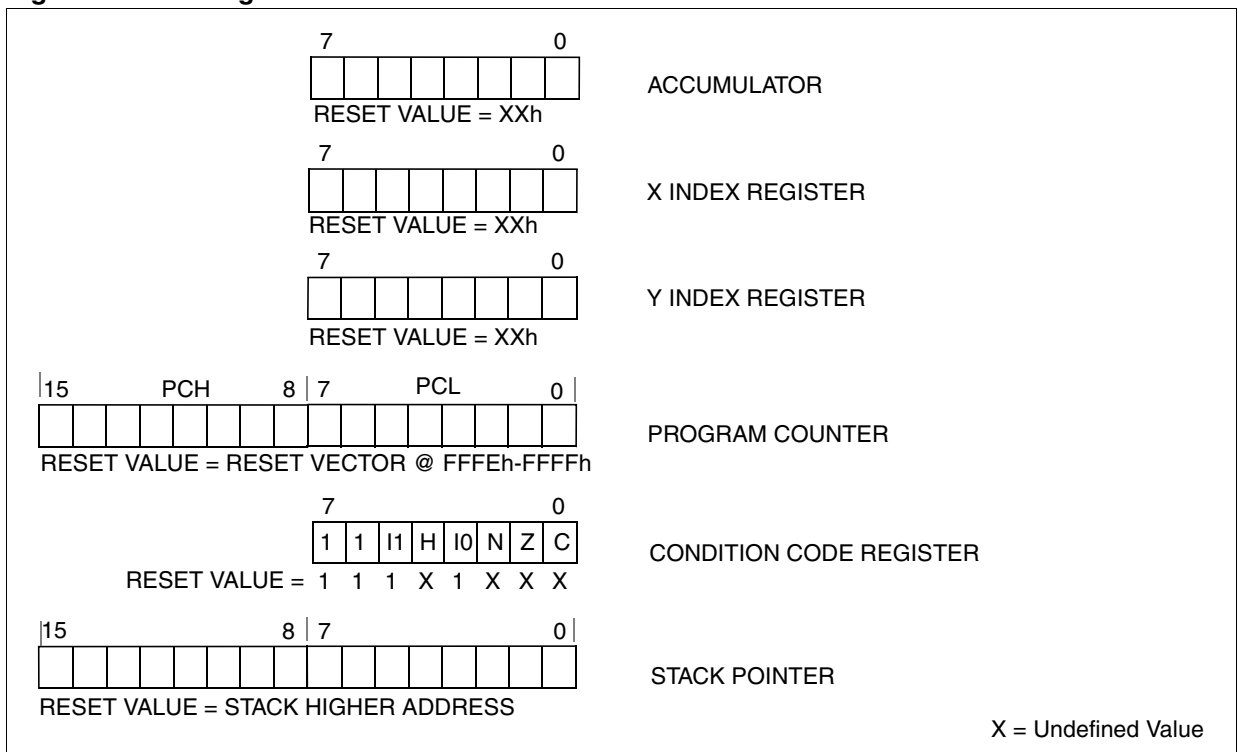 7 0
ACCUMULATOR
RESET VALUE = XXh
7 0
X INDEX REGISTER
RESET VALUE = XXh
7 0
Y INDEX REGISTER
RESET VALUE = XXh
15 PCH 8 7 PCL 0
PROGRAM COUNTER
RESET VALUE = RESET VECTOR @ FFFEh-FFFFh
7 0
1 1 I1 H I0 N Z C
CONDITION CODE REGISTER
RESET VALUE = 1 1 1 X 1 X X X
15 8 7 0
STACK POINTER
RESET VALUE = STACK HIGHER ADDRESS
X = Undefined Value